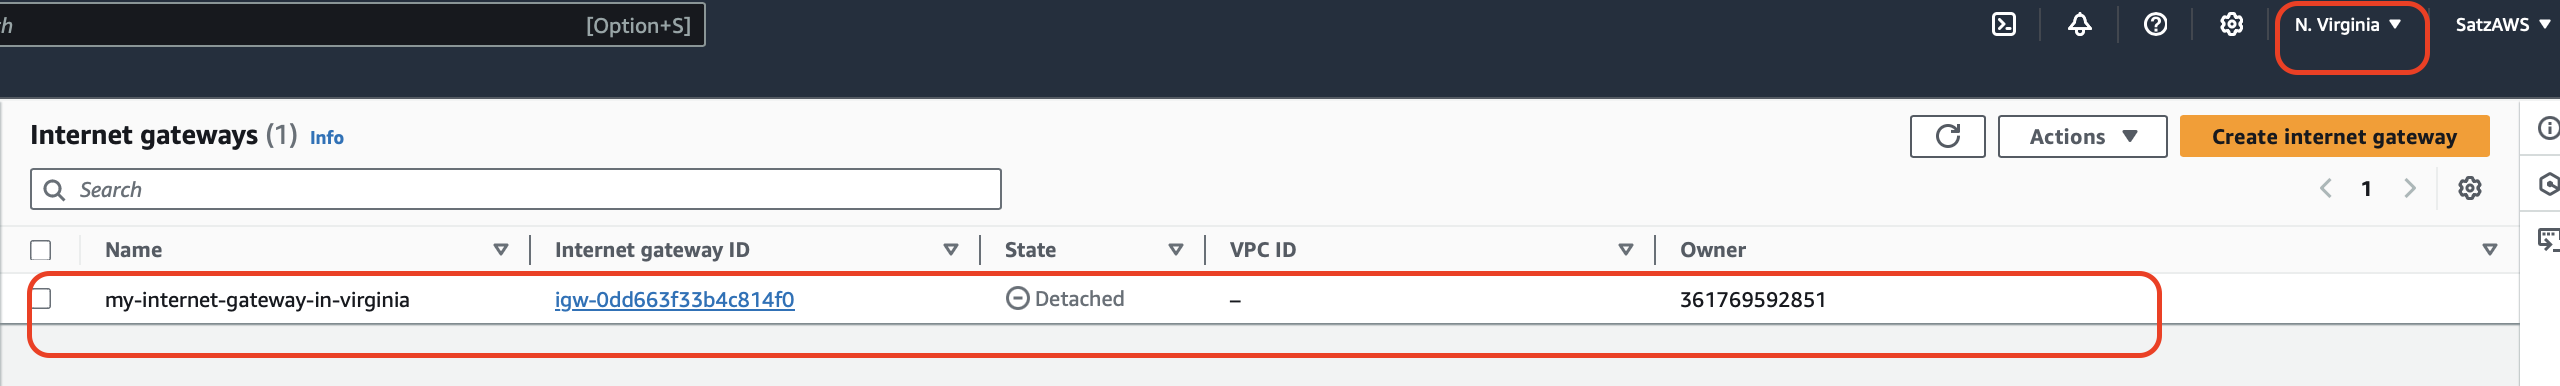 h [Option+S] N. Virginia SatzAWS
Internet gateways (1) Info Actions Create internet gateway
Search 1
Name Internet gateway ID State VPC ID Owner
my-internet-gateway-in-virginia igw-0dd663f33b4c814f0 Detached – 361769592851